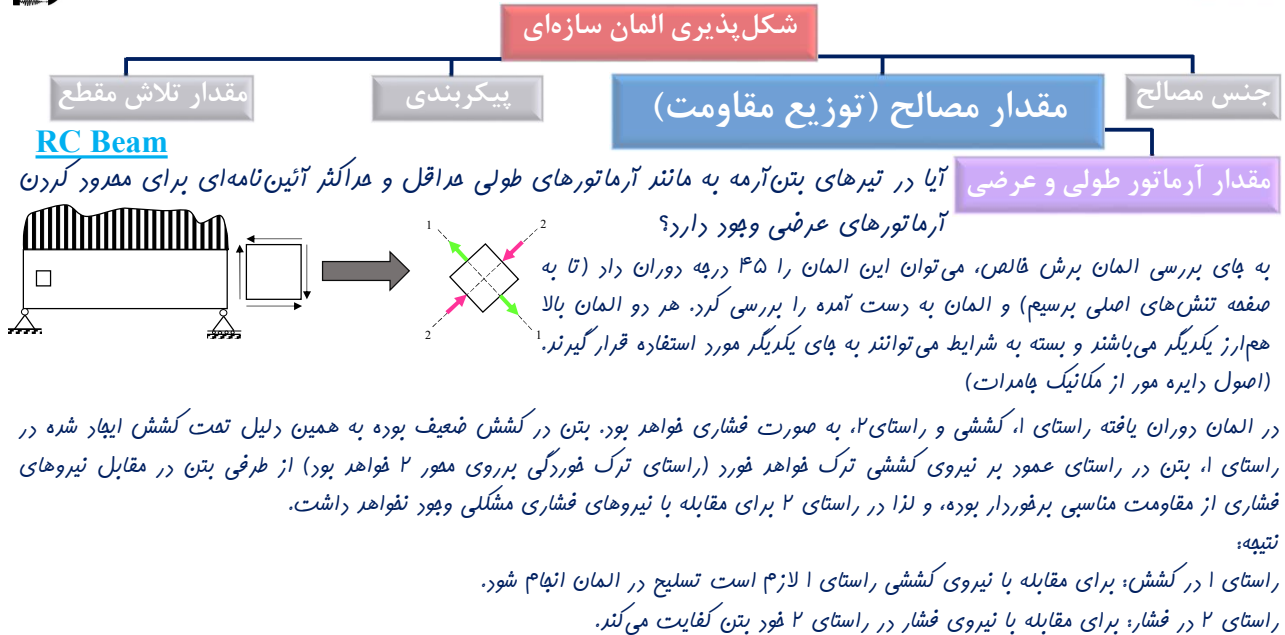 شکل‌پذیری المان سازه‌ای
جنس مصالح
مقدار مصالح (توزیع مقاومت)
پیکربندی
مقدار تلاش مقطع
RC Beam
مقدار آرماتور طولی و عرضی
آیا در تیرهای بتن‌آرمه به مانند آرماتورهای طولی حداقل و حداکثر آئین‌نامه‌ای برای محدود کردن
آرماتورهای عرضی وجود دارد؟
1
2
2
1
به جای بررسی المان برش خالص، می‌توان این المان را ۴۵ درجه دوران داد (تا به
صفحه تنش‌های اصلی برسیم) و المان به دست آمده را بررسی کرد. هر دو المان بالا
هم‌ارز یکدیگر می‌باشند و بسته به شرایط می‌توانند به جای یکدیگر مورد استفاده قرار گیرند.
(اصول دایره مور از مکانیک جامدات)
در المان دوران یافته راستای ۱، کششی و راستای۲، به صورت فشاری خواهد بود. بتن در کشش ضعیف بوده به همین دلیل تحت کشش ایجاد شده در
راستای ۱، بتن در راستای عمود بر نیروی کششی ترک خواهد خورد (راستای ترک خوردگی برروی محور ۲ خواهد بود) از طرفی بتن در مقابل نیروهای
فشاری از مقاومت مناسبی برخوردار بوده، و لذا در راستای ۲ برای مقابله با نیروهای فشاری مشکلی وجود نخواهد داشت.
نتیجه:
راستای ۱ در کشش: برای مقابله با نیروی کششی راستای ۱ لازم است تسلیح در المان انجام شود.
راستای ۲ در فشار: برای مقابله با نیروی فشار در راستای ۲ خود بتن کفایت می‌کند.